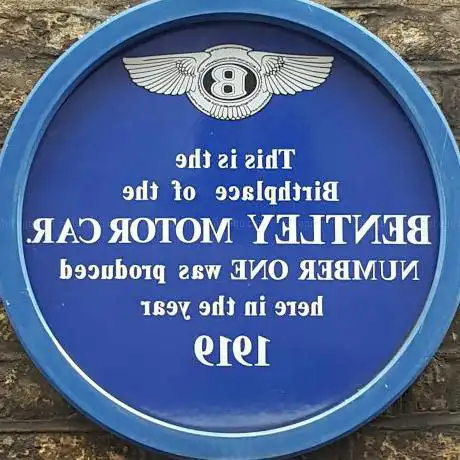 B
This is the
Birthplace of the
BENTLEY MOTOR CAR.
NUMBER ONE was produced
here in the year
1919